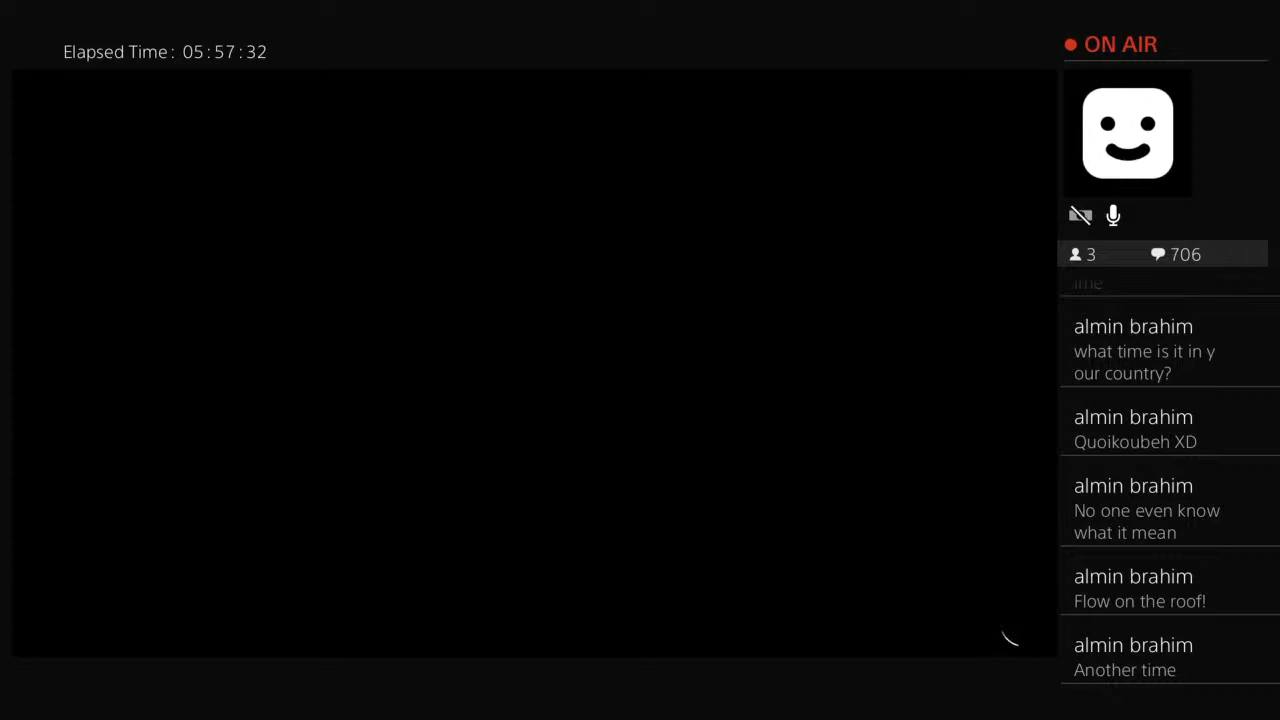 Elapsed Time: 05:57:32
ON AIR
3 706
almin brahim
what time is it in y
our country?
almin brahim
Quoikoubeh XD
almin brahim
No one even know
what it mean
almin brahim
Flow on the roof!
almin brahim
Another time